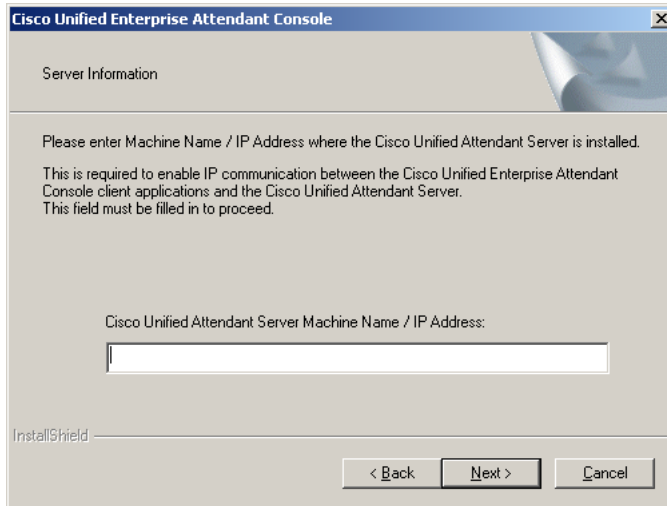 Cisco Unified Enterprise Attendant Console
Server Information
Please enter Machine Name / IP Address where the Cisco Unified Attendant Server is installed.
This is required to enable IP communication between the Cisco Unified Enterprise Attendant
Console client applications and the Cisco Unified Attendant Server.
This field must be filled in to proceed.
Cisco Unified Attendant Server Machine Name / IP Address:
InstallShield
< Back
Next >
Cancel